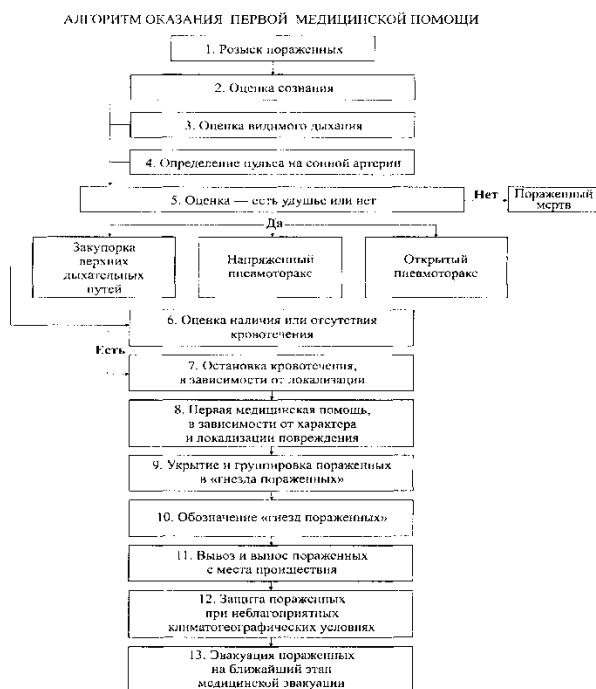 АЛГОРИТМ ОКАЗАНИЯ ПЕРВОЙ МЕДИЦИНСКОЙ ПОМОЩИ
1. Розыск пораженных
2. Оценка сознания
3. Оценка видимого дыхания
4. Определение пульса на сонной артерии
5. Оценка — есть удушье или нет
Нет
Пораженный
мертв
Да
Закупорка
верхних
дыхательных
путей
Напряженный
пневмоторакс
Открытый
пневмоторакс
6. Оценка наличия или отсутствия
кровотечения
Есть
7. Остановка кровотечения,
в зависимости от локализации
8. Первая медицинская помощь,
в зависимости от характера
и локализации повреждения
9. Укрытие и группировка пораженных
в «гнезда пораженных»
10. Обозначение «гнезд пораженных»
11. Вывоз и вынос пораженных
с места происшествия
12. Защита пораженных
при неблагоприятных
климатогеографических условиях
13. Эвакуация пораженных
на ближайший этап
медицинской эвакуации